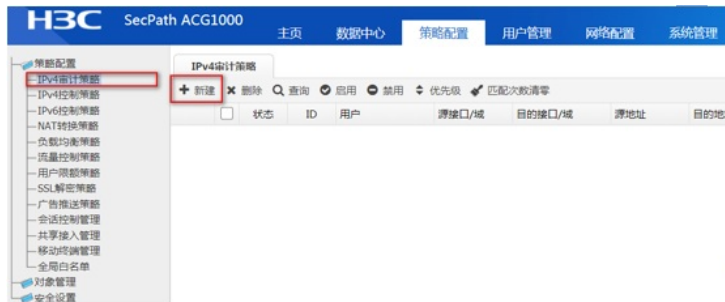 H3C SecPath ACG1000 主页 数据中心 策略配置 用户管理 网络配置 系统管理
策略配置
IPv4审计策略
IPv4控制策略
IPv6控制策略
NAT转换策略
负载均衡策略
流量控制策略
用户限额策略
SSL解密策略
广告推送策略
会话控制管理
共享接入管理
移动终端管理
全局白名单
对象管理
安全设置
IPv4审计策略
新建 删除 查询 启用 禁用 优先级 匹配次数清零
状态 ID 用户 源接口/域 目的接口/域 源地址 目的地